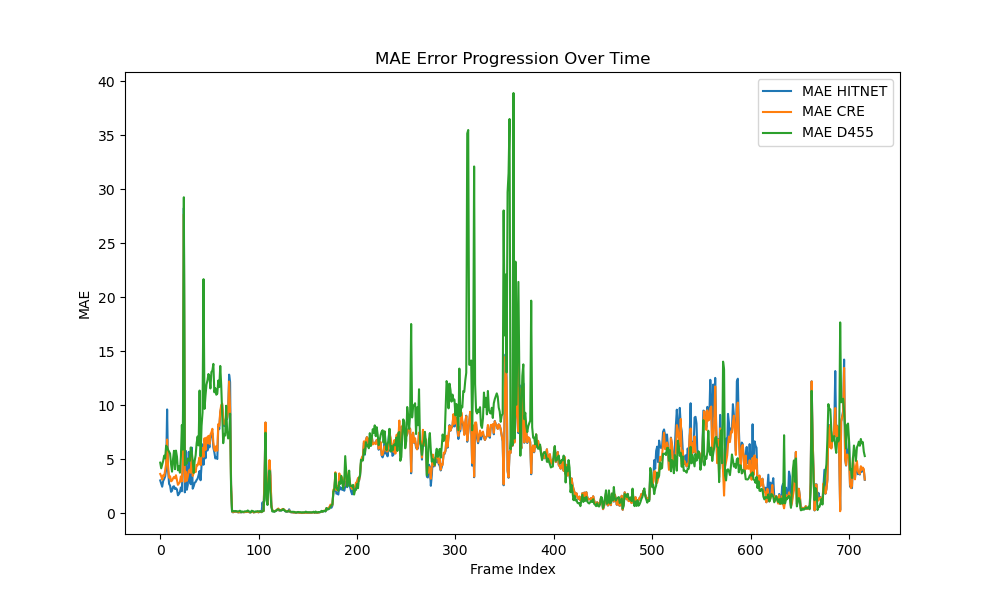 MAE Error Progression Over Time
MAE HITNET
MAE CRE
MAE D455
MAE
40
35
30
25
20
15
10
5
0
0 100 200 300 400 500 600 700
Frame Index